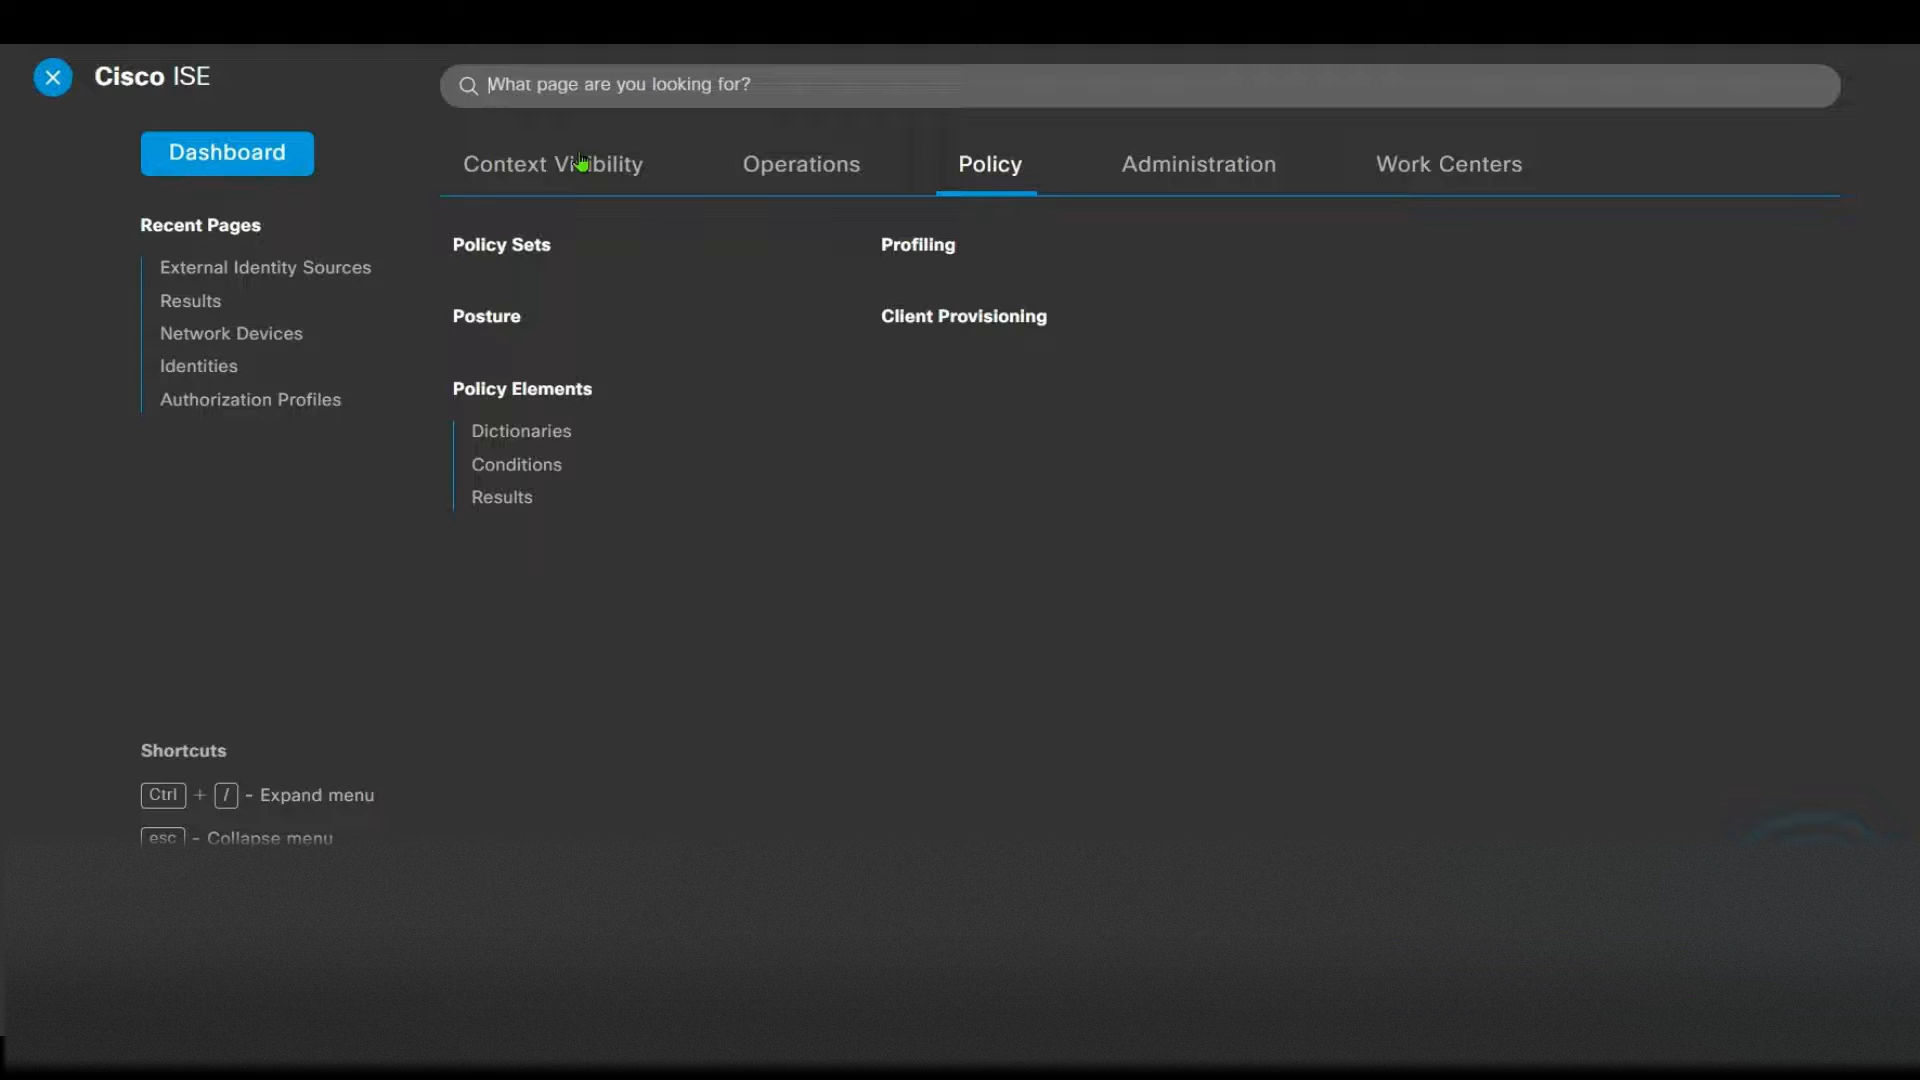 Cisco ISE
What page are you looking for?
Dashboard
Context Visibility
Operations
Policy
Administration
Work Centers
Recent Pages
External Identity Sources
Results
Network Devices
Identities
Authorization Profiles
Policy Sets
Profiling
Posture
Client Provisioning
Policy Elements
Dictionaries
Conditions
Results
Shortcuts
Ctrl + / - Expand menu
esc - Collapse menu